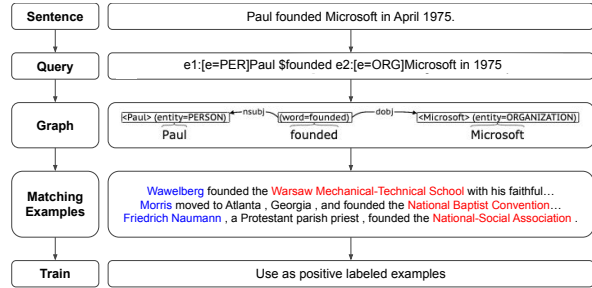 Sentence
Paul founded Microsoft in April 1975.
Query
e1:[e=PER]Paul $founded e2:[e=ORG]Microsoft in 1975
Graph
<Paul> (entity=PERSON) nsubj (word=founded) dobj <Microsoft> (entity=ORGANIZATION)
Paul founded Microsoft
Matching
Examples
Wawelberg founded the Warsaw Mechanical-Technical School with his faithful…
Morris moved to Atlanta , Georgia , and founded the National Baptist Convention…
Friedrich Naumann , a Protestant parish priest , founded the National-Social Association .
Train
Use as positive labeled examples